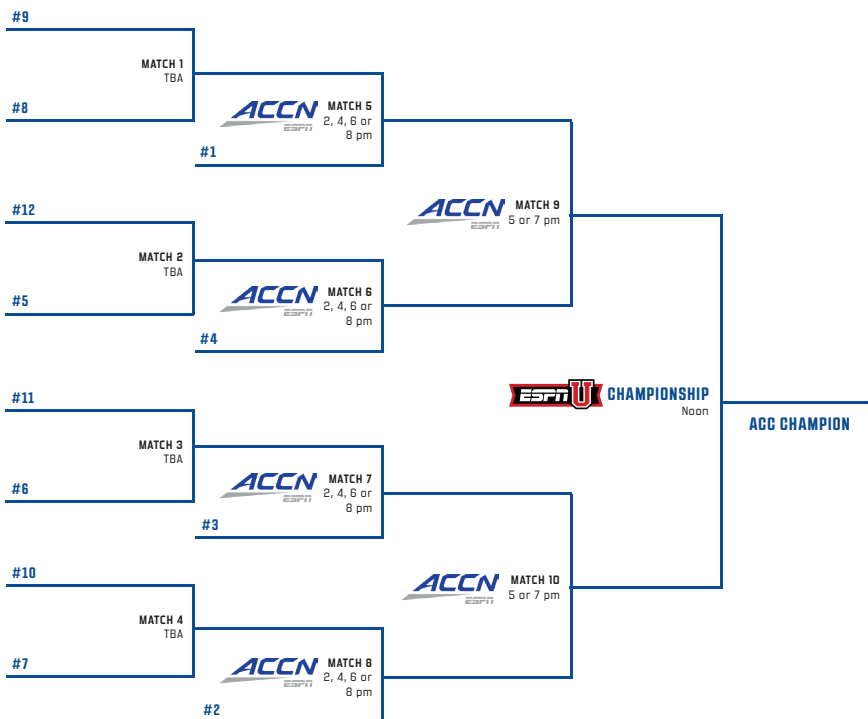 #9
MATCH 1
TBA
#8
ACCN
ESPN
MATCH 5
2, 4, 6 or
8 pm
#1
#12
MATCH 2
TBA
#5
ACCN
ESPN
MATCH 6
2, 4, 6 or
8 pm
#4
ACCN
ESPN
MATCH 9
5 or 7 pm
#11
MATCH 3
TBA
#6
ACCN
ESPN
MATCH 7
2, 4, 6 or
8 pm
#3
#10
MATCH 4
TBA
#7
ACCN
ESPN
MATCH 8
2, 4, 6 or
8 pm
#2
ACCN
ESPN
MATCH 10
5 or 7 pm
ESPN U
CHAMPIONSHIP
Noon
ACC CHAMPION